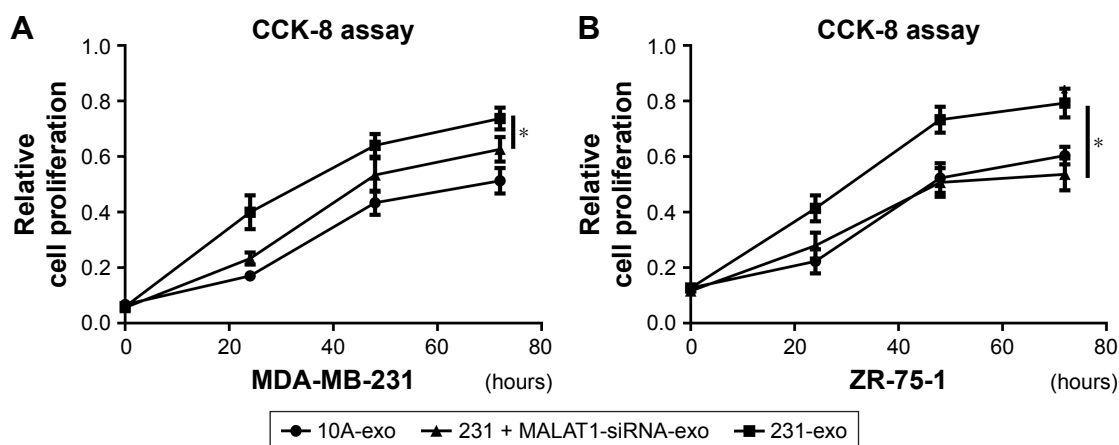 A
CCK-8 assay
Relative
cell proliferation
1.0
0.8
0.6
0.4
0.2
0.0
*
0 20 40 60 80
MDA-MB-231 (hours)
B
CCK-8 assay
Relative
cell proliferation
1.0
0.8
0.6
0.4
0.2
0.0
*
0 20 40 60 80
ZR-75-1 (hours)
10A-exo 231 + MALAT1-siRNA-exo 231-exo